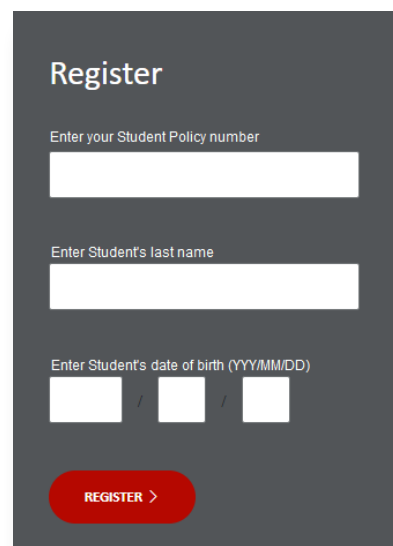 Register
Enter your Student Policy number
Enter Student's last name
Enter Student's date of birth (YYY/MM/DD)
/ /
REGISTER >